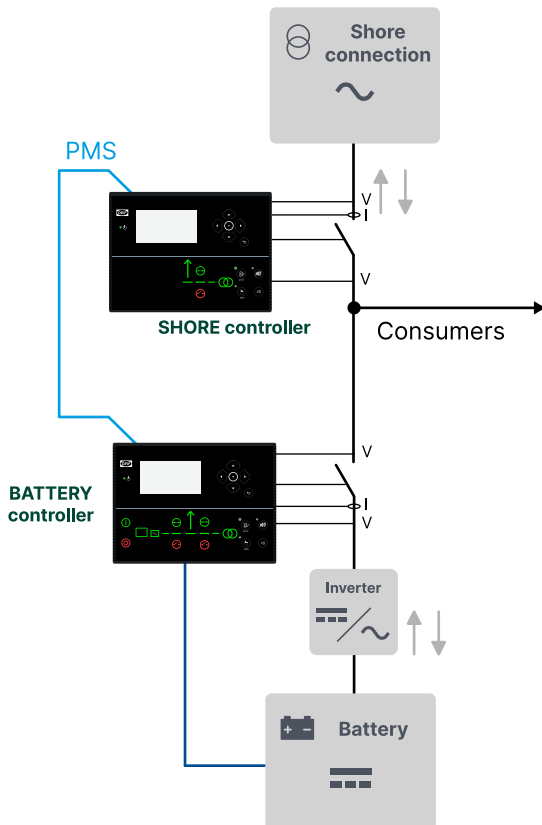 Shore
connection
PMS
V
I
V
SHORE controller
Consumers
V
I
V
BATTERY
controller
Inverter
Battery